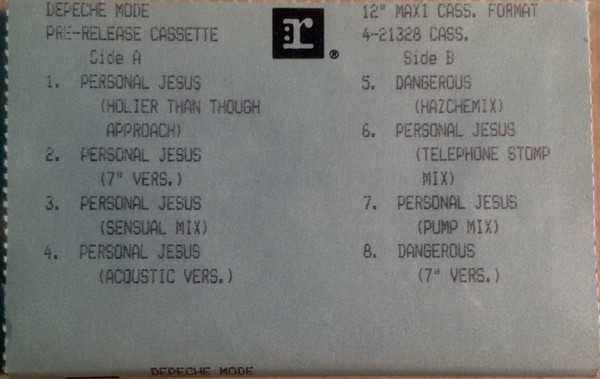 DEPECHE MODE
PRE-RELEASE CASSETTE
Side A
1. PERSONAL JESUS
(HOLIER THAN THOUGH
APPROACH)
2. PERSONAL JESUS
(7" VERS.)
3. PERSONAL JESUS
(SENSUAL MIX)
4. PERSONAL JESUS
(ACOUSTIC VERS.)
:r®
12" MAXI CASS. FORMAT
4-21328 CASS.
Side B
5. DANGEROUS
(HAZCHEMIX)
6. PERSONAL JESUS
(TELEPHONE STOMP
MIX)
7. PERSONAL JESUS
(PUMP MIX)
8. DANGEROUS
(7" VERS.)
DEPECHE MODE